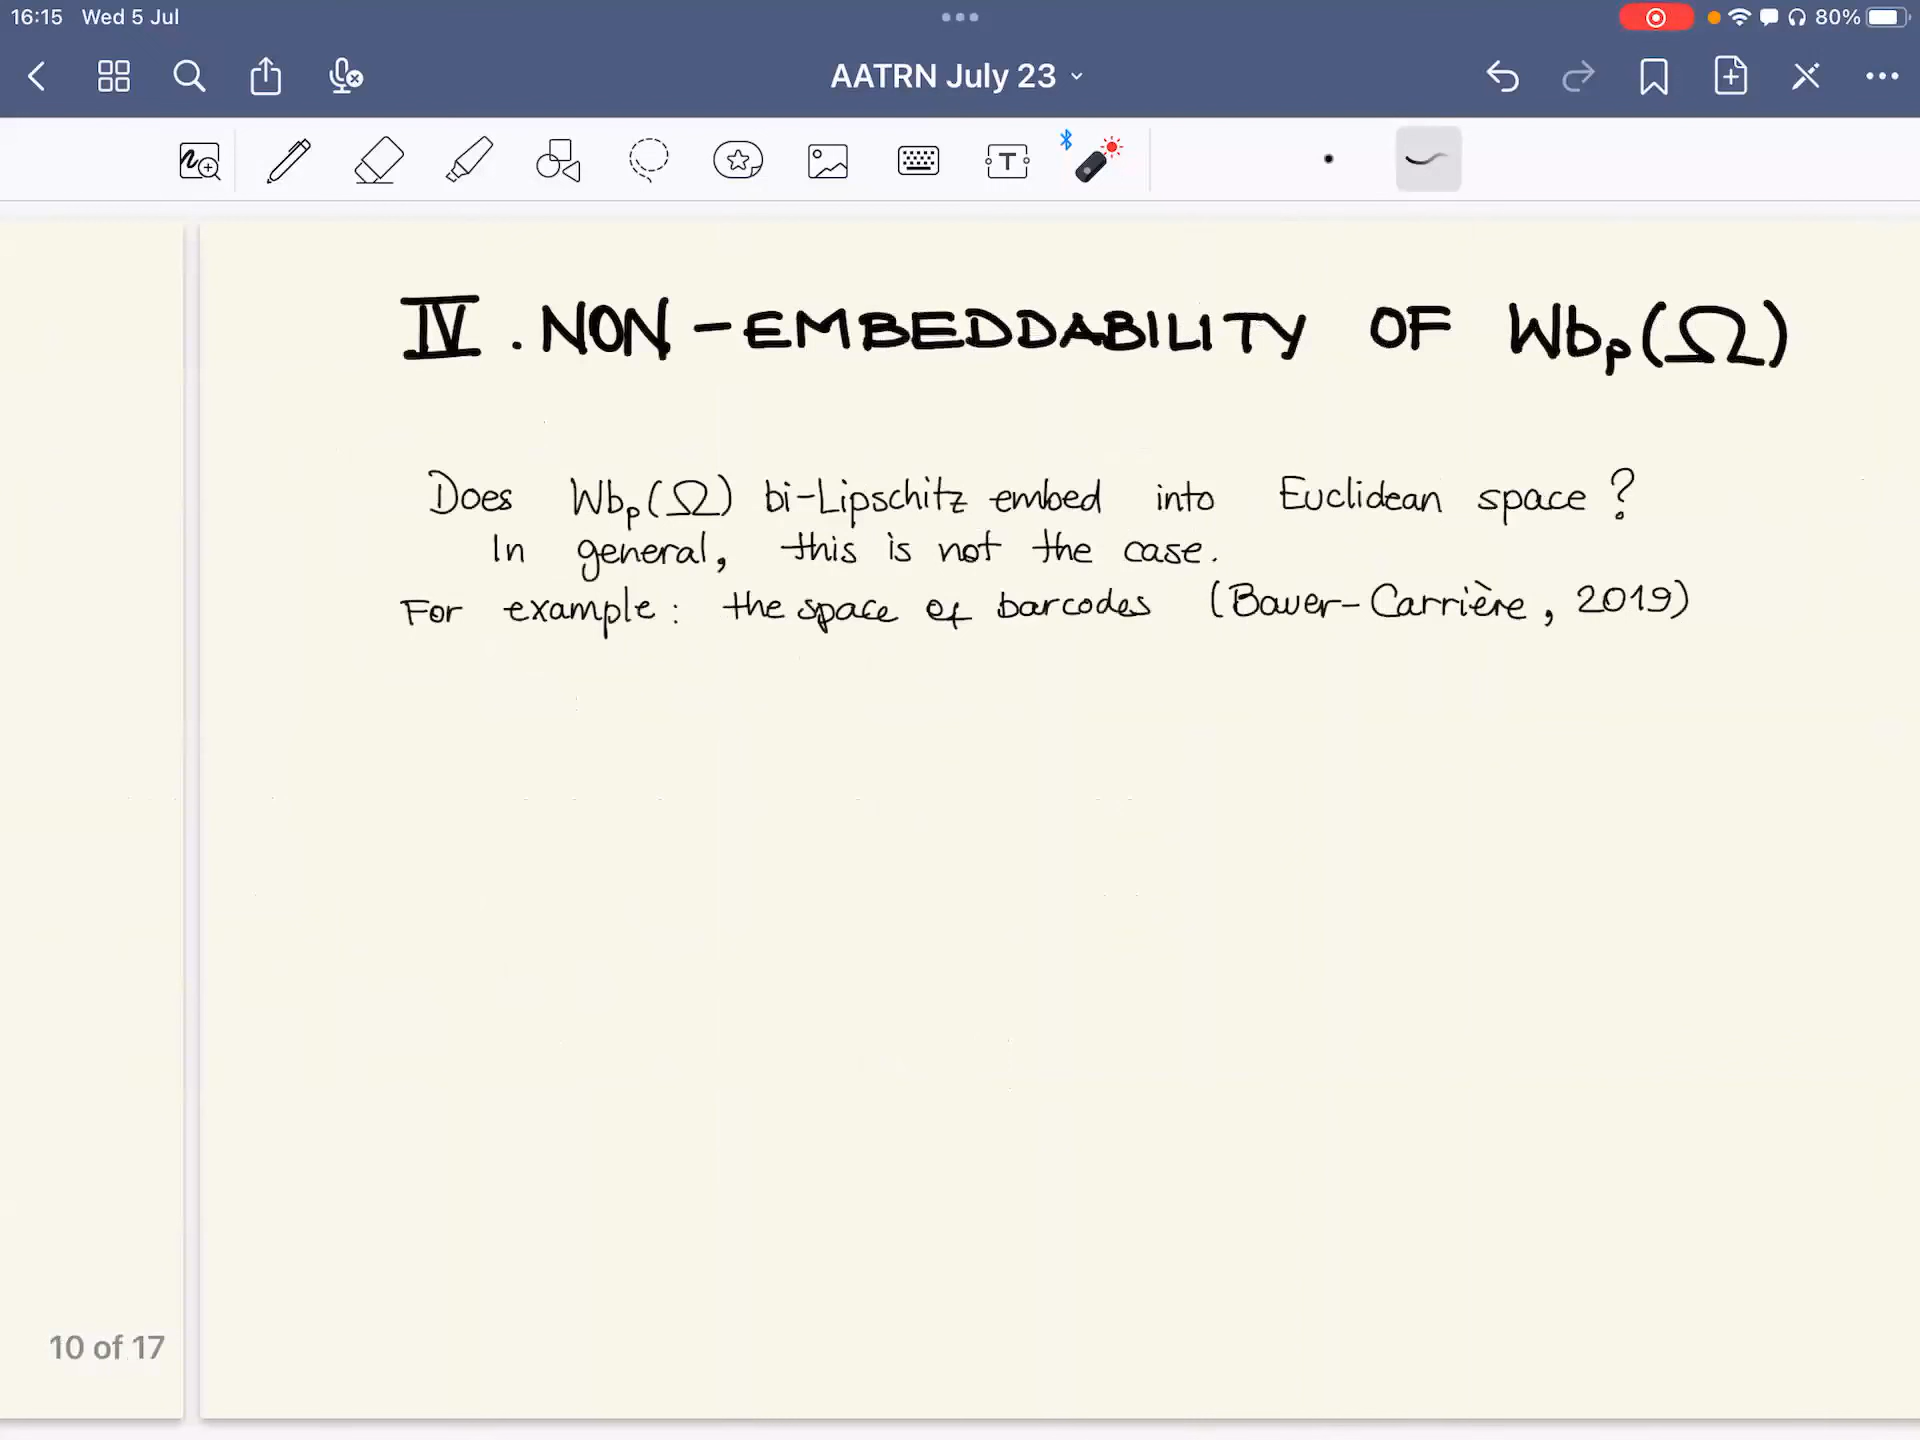 16:15 Wed 5 Jul
80%
AATRN July 23
T
IV. NON-EMBEDDABILITY OF Wbₚ(Ω)
Does Wbₚ(Ω) bi-Lipschitz embed into Euclidean space?
In general, this is not the case.
For example: the space of barcodes (Bauer-Carrière, 2019)
10 of 17